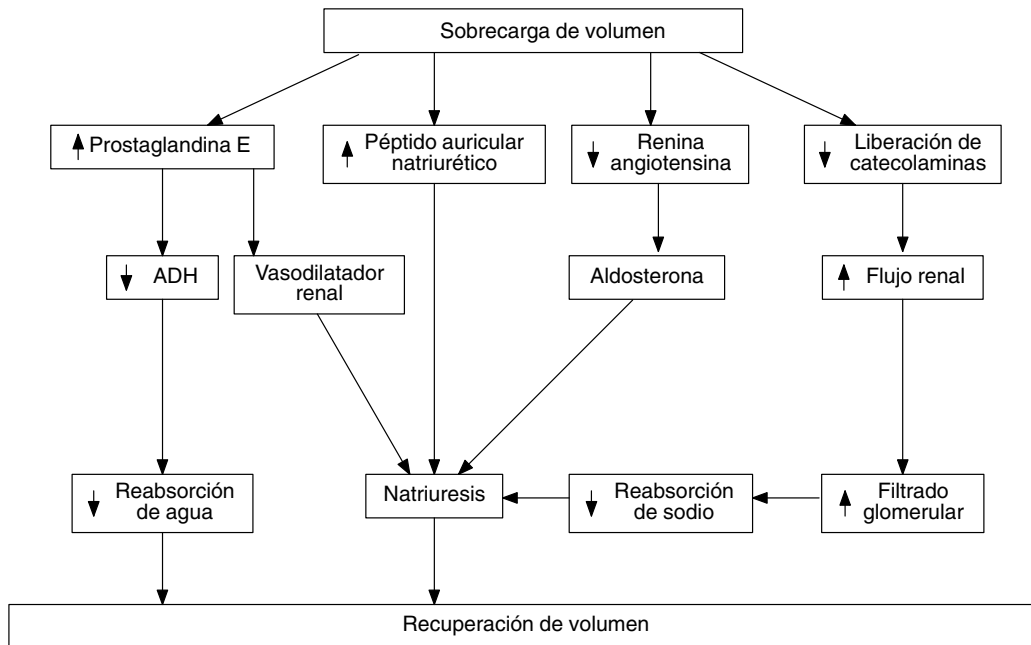 Sobrecarga de volumen
Prostaglandina E
Péptido auricular
natriurético
Renina
angiotensina
Liberación de
catecolaminas
ADH
Vasodilatador
renal
Aldosterona
Flujo renal
Reabsorción
de agua
Natriuresis
Reabsorción
de sodio
Filtrado
glomerular
Recuperación de volumen